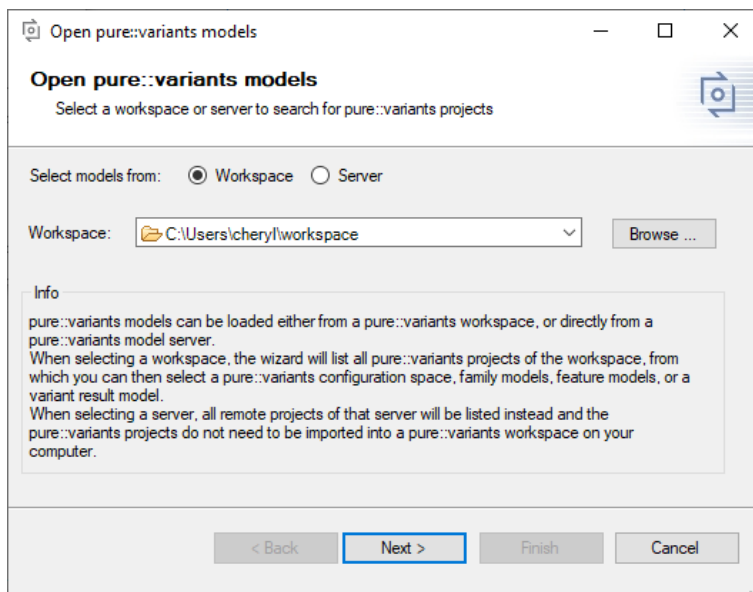 Open pure::variants models
Open pure::variants models
Select a workspace or server to search for pure::variants projects
Select models from: Workspace Server
Workspace: C:\Users\cheryl\workspace Browse ...
Info
pure::variants models can be loaded either from a pure::variants workspace, or directly from a
pure::variants model server.
When selecting a workspace, the wizard will list all pure::variants projects of the workspace, from
which you can then select a pure::variants configuration space, family models, feature models, or a
variant result model.
When selecting a server, all remote projects of that server will be listed instead and the
pure::variants projects do not need to be imported into a pure::variants workspace on your
computer.
< Back Next > Finish Cancel